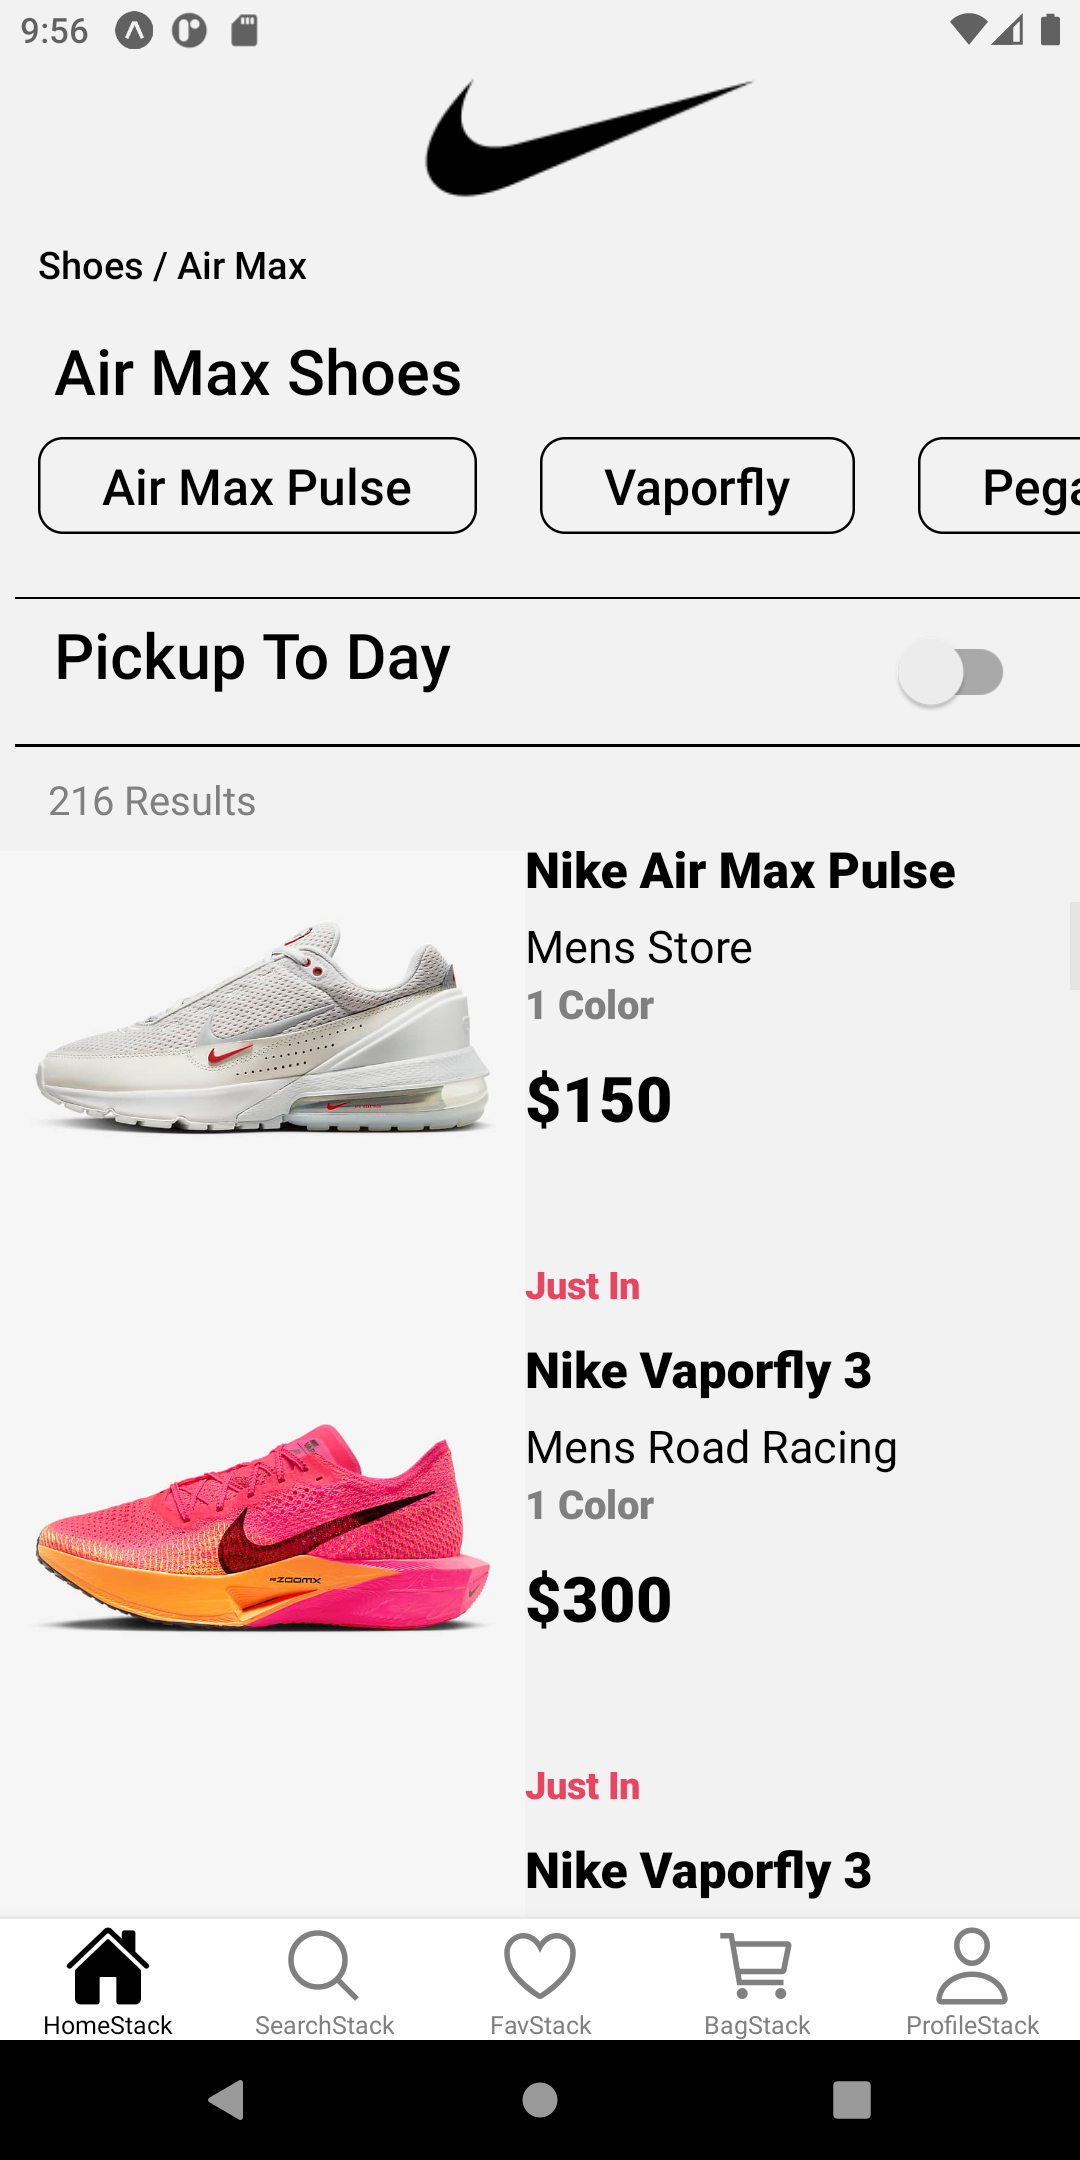 9:56
Shoes / Air Max
Air Max Shoes
Air Max Pulse
Vaporfly
Pega
Pickup To Day
216 Results
Nike Air Max Pulse
Mens Store
1 Color
$150
Just In
Nike Vaporfly 3
Mens Road Racing
1 Color
$300
ZOOMX
Just In
Nike Vaporfly 3
HomeStack
SearchStack
FavStack
BagStack
ProfileStack